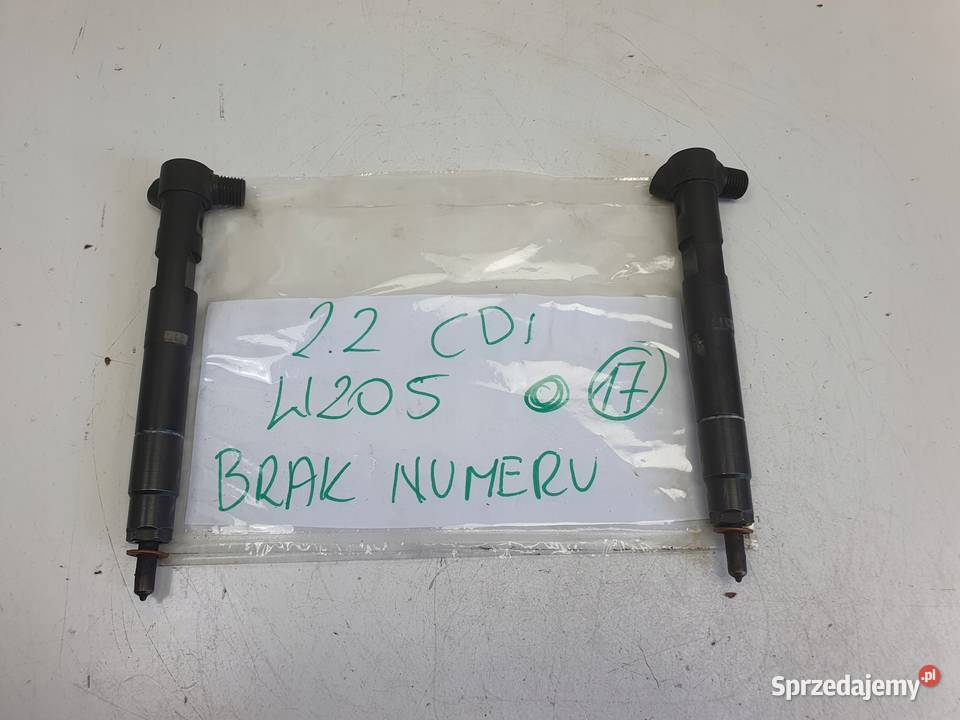 2.2 CDI
W205 17
BRAK NUMERU
Sprzedajemy.pl